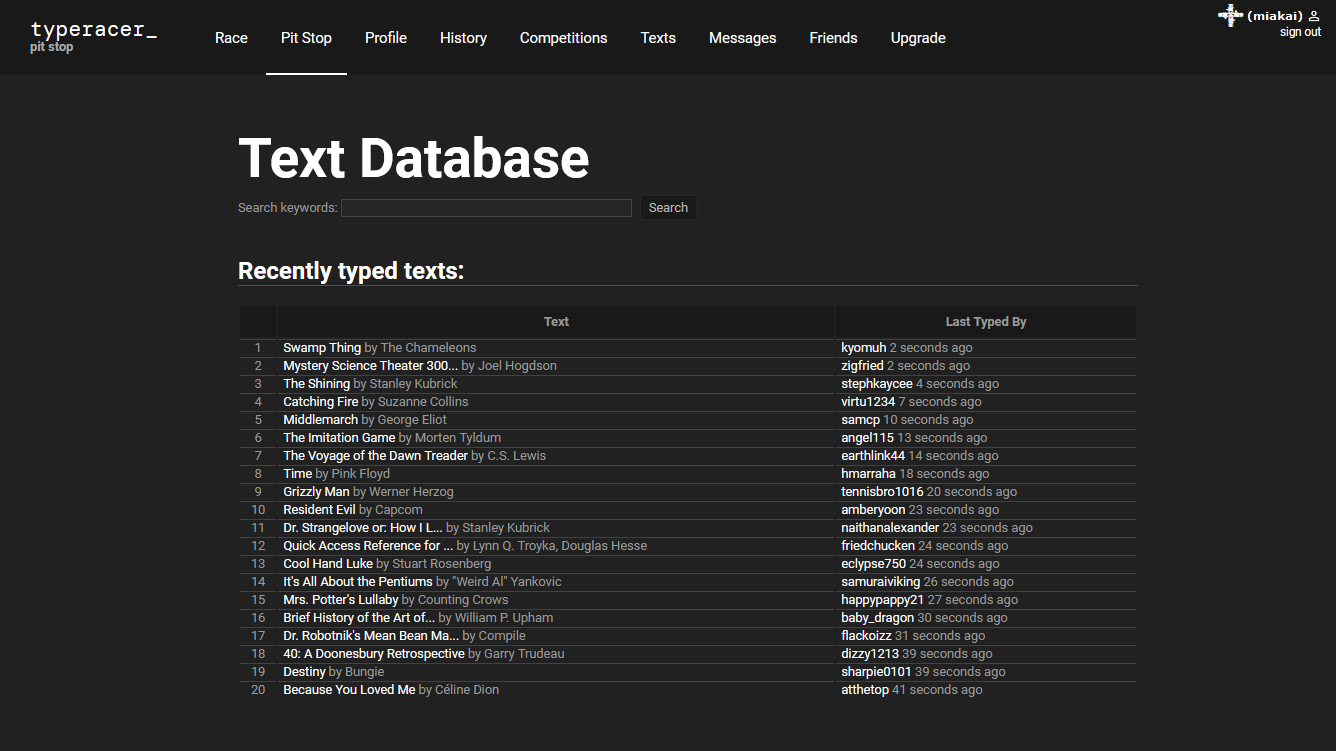 typeracer_
pit stop
Race Pit Stop Profile History Competitions Texts Messages Friends Upgrade
(miakai)
sign out
Text Database
Search keywords: Search
Recently typed texts:
Text Last Typed By
1 Swamp Thing by The Chameleons kyomuh 2 seconds ago
2 Mystery Science Theater 300... by Joel Hogdson zigfried 2 seconds ago
3 The Shining by Stanley Kubrick stephkaycee 4 seconds ago
4 Catching Fire by Suzanne Collins virtu1234 7 seconds ago
5 Middlemarch by George Eliot samcp 10 seconds ago
6 The Imitation Game by Morten Tyldum angel115 13 seconds ago
7 The Voyage of the Dawn Treader by C.S. Lewis earthlink44 14 seconds ago
8 Time by Pink Floyd hmarraha 18 seconds ago
9 Grizzly Man by Werner Herzog tennisbro1016 20 seconds ago
10 Resident Evil by Capcom amberyoon 23 seconds ago
11 Dr. Strangelove or: How I L... by Stanley Kubrick naithanalexander 23 seconds ago
12 Quick Access Reference for ... by Lynn Q. Troyka, Douglas Hesse friedchucken 24 seconds ago
13 Cool Hand Luke by Stuart Rosenberg eclypse750 24 seconds ago
14 It's All About the Pentiums by "Weird Al" Yankovic samuraiviking 26 seconds ago
15 Mrs. Potter's Lullaby by Counting Crows happypappy21 27 seconds ago
16 Brief History of the Art of... by William P. Upham baby_dragon 30 seconds ago
17 Dr. Robotnik's Mean Bean Ma... by Compile flackoizz 31 seconds ago
18 40: A Doonesbury Retrospective by Garry Trudeau dizzy1213 39 seconds ago
19 Destiny by Bungie sharpie0101 39 seconds ago
20 Because You Loved Me by Céline Dion atthetop 41 seconds ago